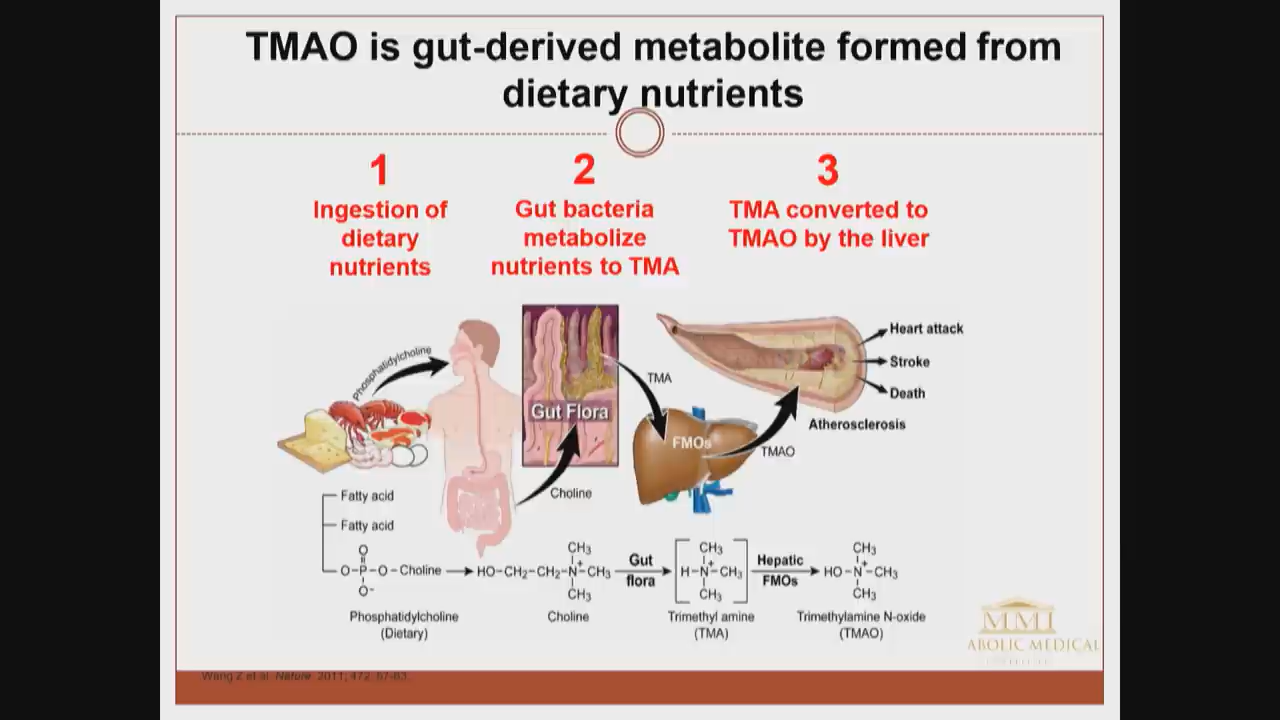 TMAO is gut-derived metabolite formed from
dietary nutrients
1
Ingestion of
dietary
nutrients
2
Gut bacteria
metabolize
nutrients to TMA
3
TMA converted to
TMAO by the liver
Phosphatidylcholine
Gut Flora
Choline
TMA
FMOs
TMAO
Heart attack
Stroke
Death
Atherosclerosis
Fatty acid
Fatty acid
O
O-P-O-Choline
O-
Phosphatidylcholine
(Dietary)
CH3
HO-CH2-CH2-N+-CH3
CH3
Choline
Gut
flora
CH3
H-N+-CH3
CH3
Trimethyl amine
(TMA)
Hepatic
FMOs
CH3
HO-N+-CH3
CH3
Trimethylamine N-oxide
(TMAO)
MMI
ABOLIC MEDICAL
Wang Z et al. Nature. 2011; 472: 57-63.